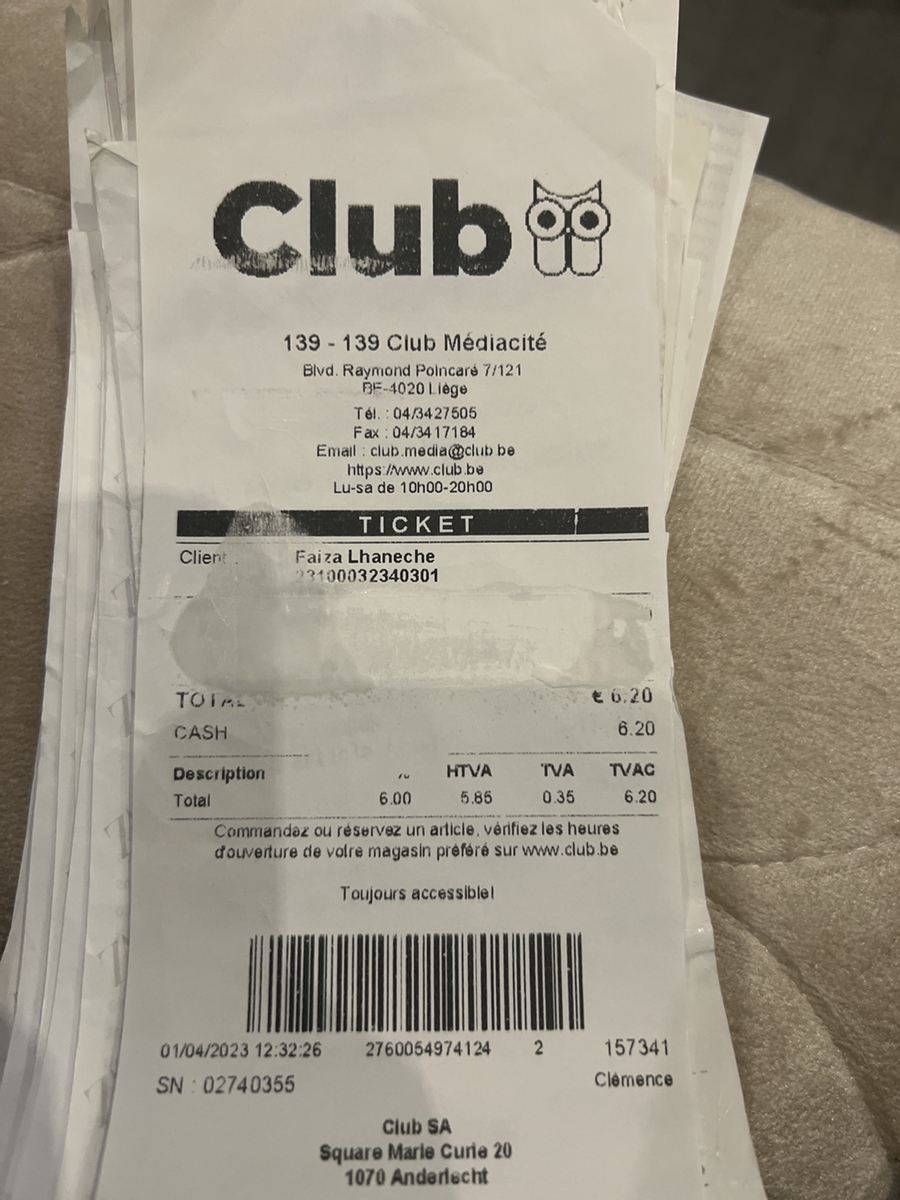 Club
139 - 139 Club Médiacité
Blvd. Raymond Poincaré 7/121
BE-4020 Liège
Tél. : 04/3427505
Fax : 04/3417184
Email : club.media@club be
https://www.club.be
Lu-sa de 10h00-20h00
TICKET
Client : Faiza Lhaneche
23100032340301
TOTAL € 6.20
CASH 6.20
Description % HTVA TVA TVAC
Total 6.00 5.85 0.35 6.20
Commandez ou réservez un article, vérifiez les heures
d'ouverture de votre magasin préféré sur www.club.be
Toujours accessible!
01/04/2023 12:32:26 2760054974124 2 157341
SN : 02740355 Clémence
Club SA
Square Marie Curie 20
1070 Anderlecht